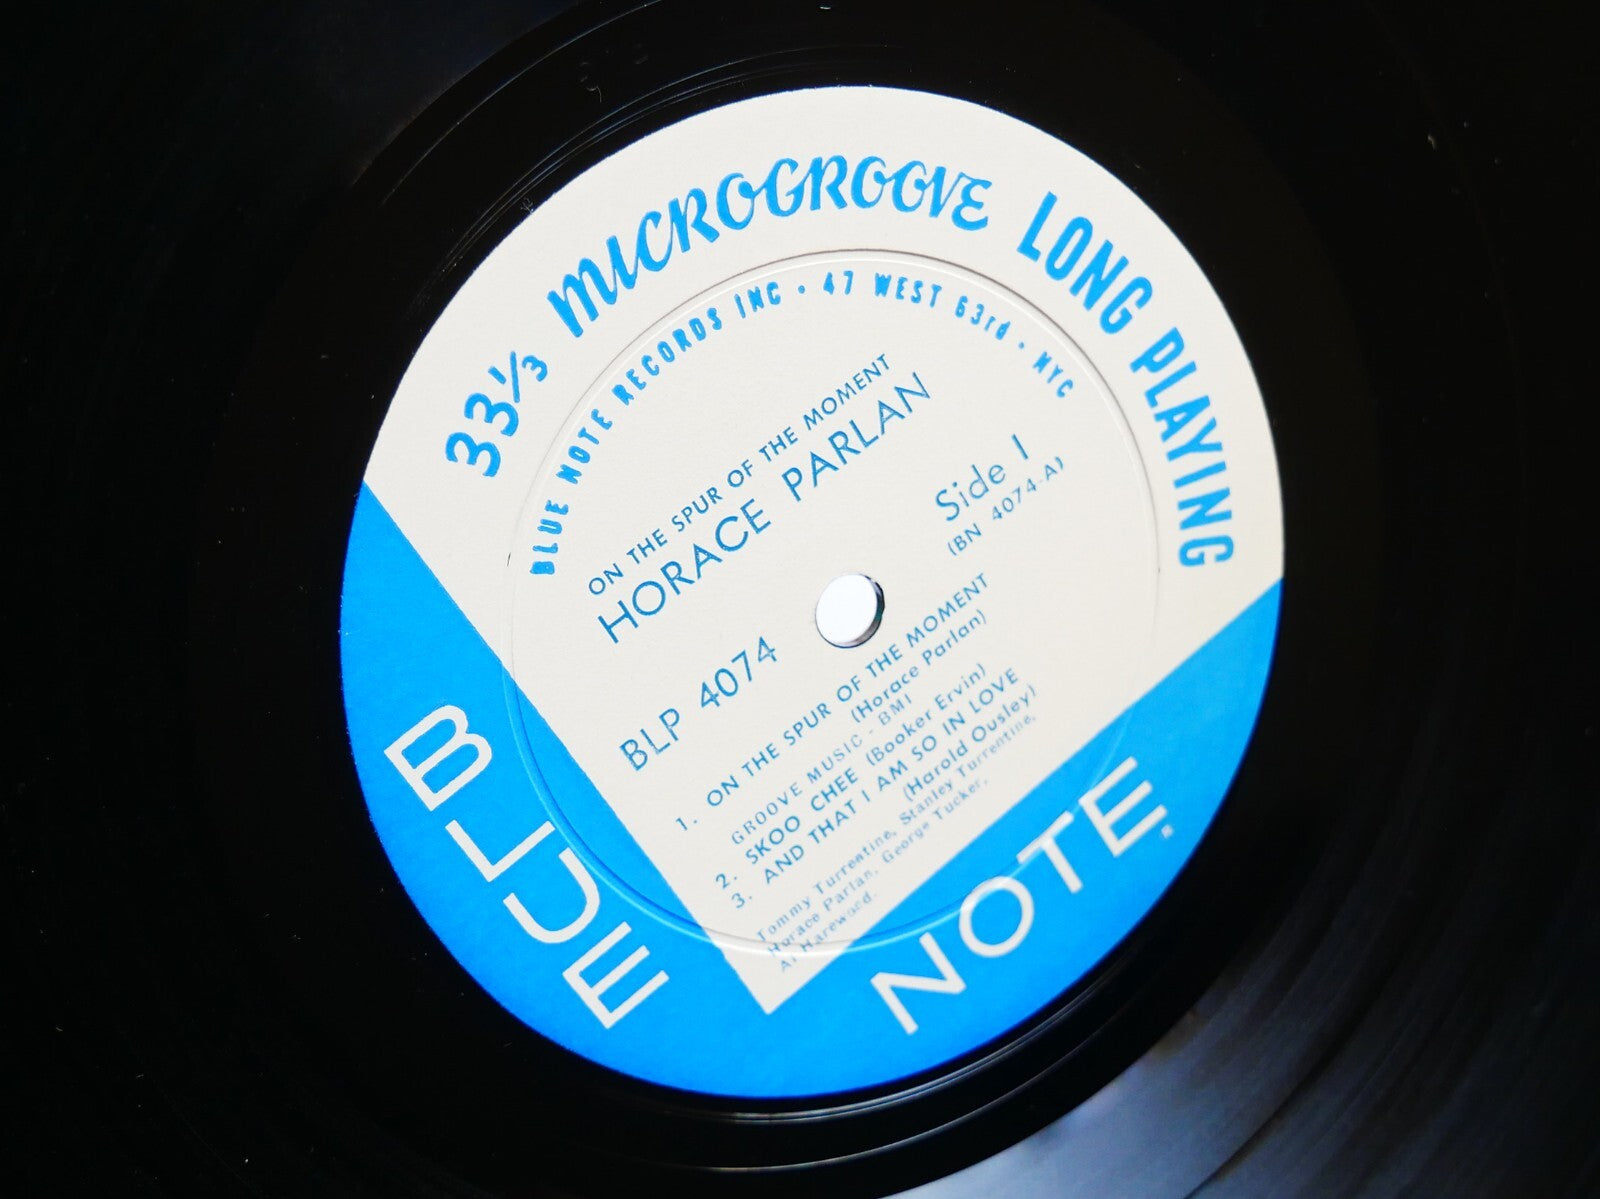 33⅓ MICROGROOVE LONG PLAYING
BLUE NOTE RECORDS INC · 47 WEST 63rd · NYC
ON THE SPUR OF THE MOMENT
HORACE PARLAN
Side 1
(BN 4074-A)
BLP 4074
1. ON THE SPUR OF THE MOMENT
(Horace Parlan)
GROOVE MUSIC - BMI
2. SKOO CHEE (Booker Ervin)
3. AND THAT I AM SO IN LOVE
(Harold Ousley)
Tommy Turrentine, Stanley Turrentine,
Horace Parlan, George Tucker,
Al Harewood.
BLUE NOTE
R